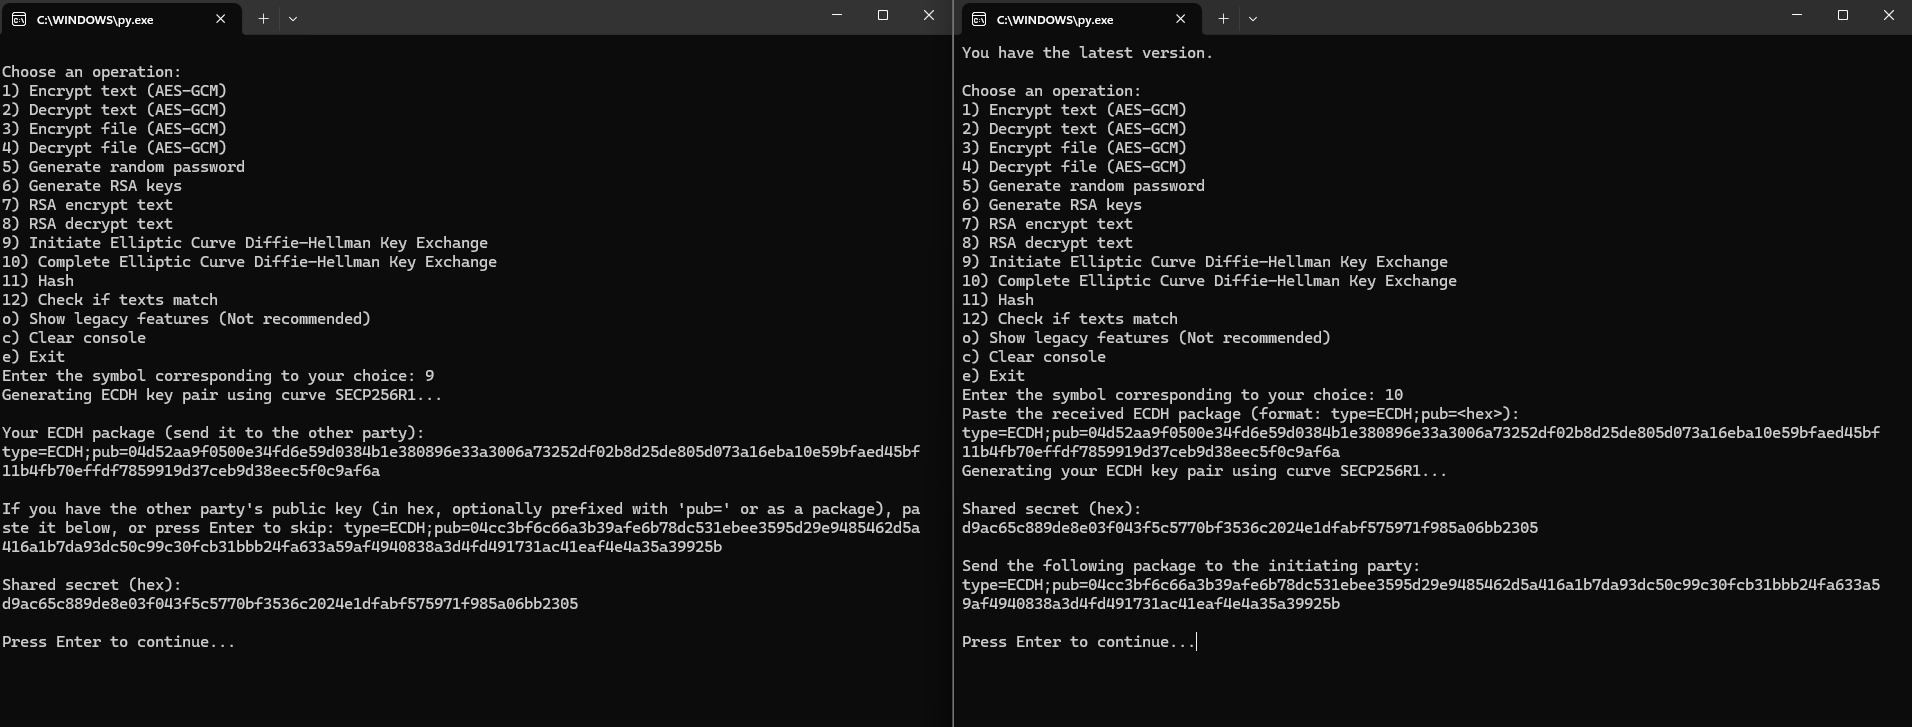 C:\WINDOWS\py.exe
Choose an operation:
1) Encrypt text (AES-GCM)
2) Decrypt text (AES-GCM)
3) Encrypt file (AES-GCM)
4) Decrypt file (AES-GCM)
5) Generate random password
6) Generate RSA keys
7) RSA encrypt text
8) RSA decrypt text
9) Initiate Elliptic Curve Diffie-Hellman Key Exchange
10) Complete Elliptic Curve Diffie-Hellman Key Exchange
11) Hash
12) Check if texts match
o) Show legacy features (Not recommended)
c) Clear console
e) Exit
Enter the symbol corresponding to your choice: 9
Generating ECDH key pair using curve SECP256R1...
Your ECDH package (send it to the other party):
type=ECDH;pub=04d52aa9f0500e34fd6e59d0384b1e380896e33a3006a73252df02b8d25de805d073a16eba10e59bfaed45bf
11b4fb70effdf7859919d37ceb9d38eec5f0c9af6a
If you have the other party's public key (in hex, optionally prefixed with 'pub=' or as a package), pa
ste it below, or press Enter to skip: type=ECDH;pub=04cc3bf6c66a3b39afe6b78dc531ebee3595d29e9485462d5a
416a1b7da93dc50c99c30fcb31bbb24fa633a59af4940838a3d4fd491731ac41eaf4e4a35a39925b
Shared secret (hex):
d9ac65c889de8e03f043f5c5770bf3536c2024e1dfabf575971f985a06bb2305
Press Enter to continue...
C:\WINDOWS\py.exe
You have the latest version.
Choose an operation:
1) Encrypt text (AES-GCM)
2) Decrypt text (AES-GCM)
3) Encrypt file (AES-GCM)
4) Decrypt file (AES-GCM)
5) Generate random password
6) Generate RSA keys
7) RSA encrypt text
8) RSA decrypt text
9) Initiate Elliptic Curve Diffie-Hellman Key Exchange
10) Complete Elliptic Curve Diffie-Hellman Key Exchange
11) Hash
12) Check if texts match
o) Show legacy features (Not recommended)
c) Clear console
e) Exit
Enter the symbol corresponding to your choice: 10
Paste the received ECDH package (format: type=ECDH;pub=<hex>):
type=ECDH;pub=04d52aa9f0500e34fd6e59d0384b1e380896e33a3006a73252df02b8d25de805d073a16eba10e59bfaed45bf
11b4fb70effdf7859919d37ceb9d38eec5f0c9af6a
Generating your ECDH key pair using curve SECP256R1...
Shared secret (hex):
d9ac65c889de8e03f043f5c5770bf3536c2024e1dfabf575971f985a06bb2305
Send the following package to the initiating party:
type=ECDH;pub=04cc3bf6c66a3b39afe6b78dc531ebee3595d29e9485462d5a416a1b7da93dc50c99c30fcb31bbb24fa633a5
9af4940838a3d4fd491731ac41eaf4e4a35a39925b
Press Enter to continue...